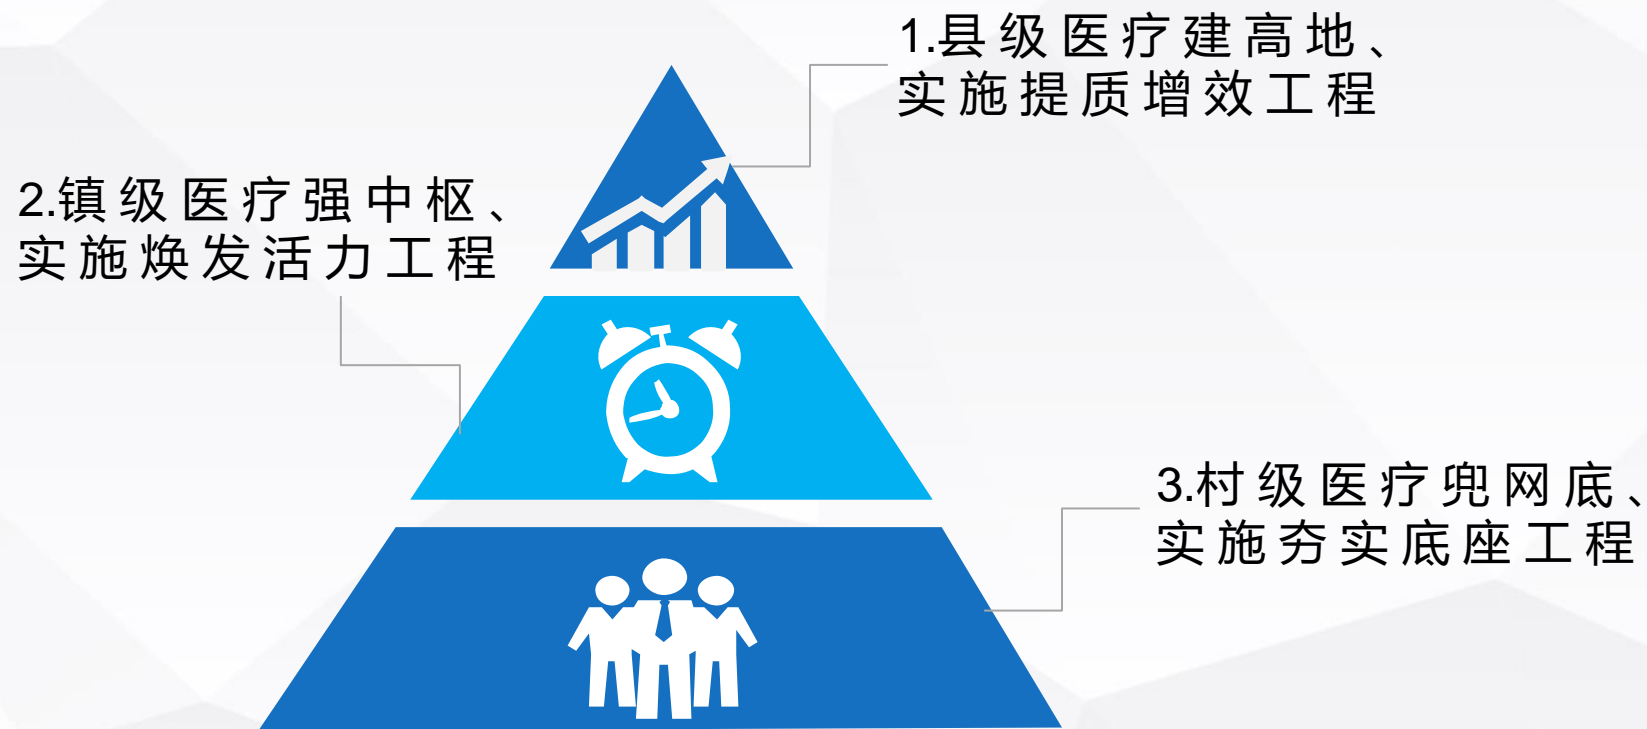 1.县级医疗建高地、
实施提质增效工程
2.镇级医疗强中枢、
实施焕发活力工程
3.村级医疗兜网底、
实施夯实底座工程